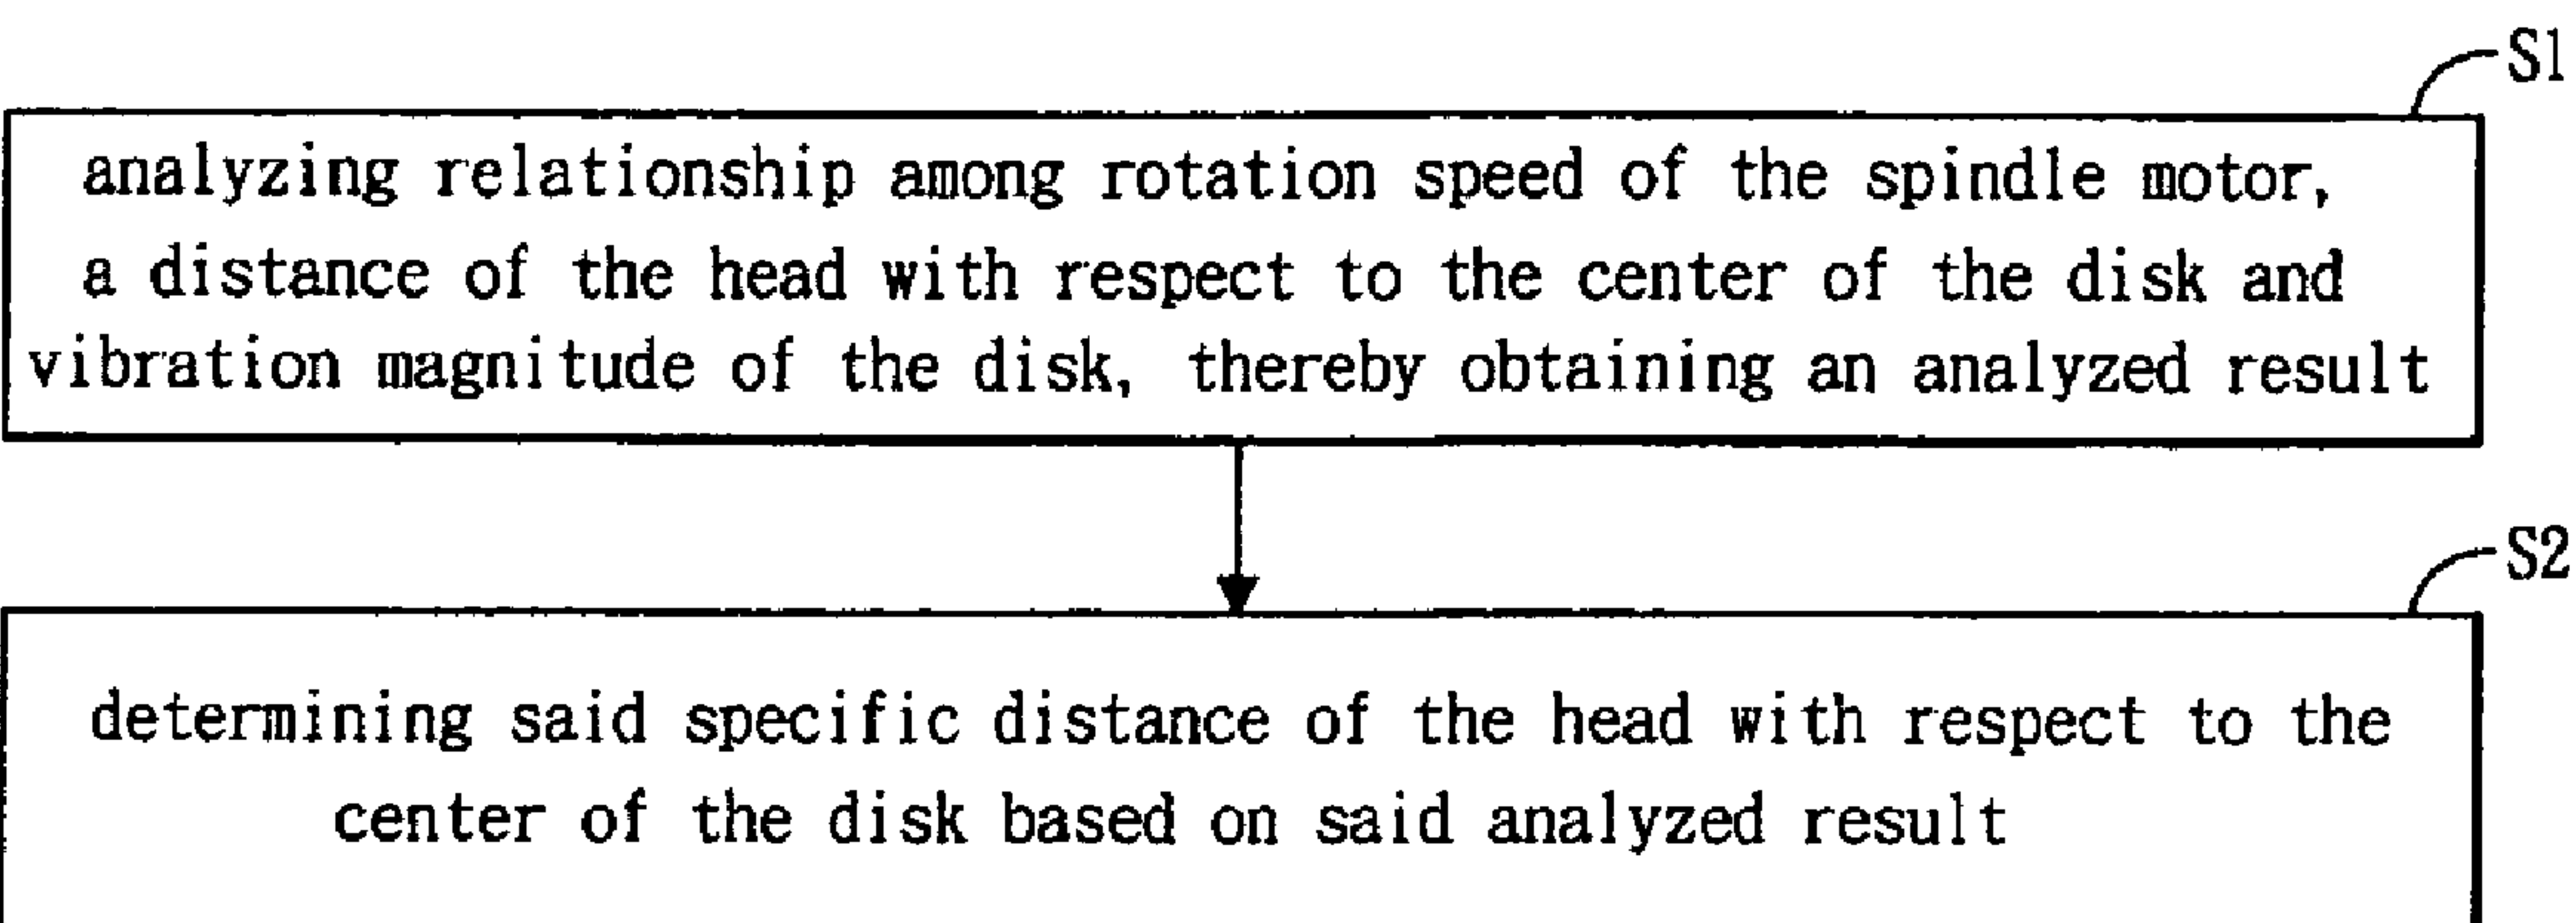 S1
analyzing relationship among rotation speed of the spindle motor,
a distance of the head with respect to the center of the disk and
vibration magnitude of the disk, thereby obtaining an analyzed result
S2
determining said specific distance of the head with respect to the
center of the disk based on said analyzed result